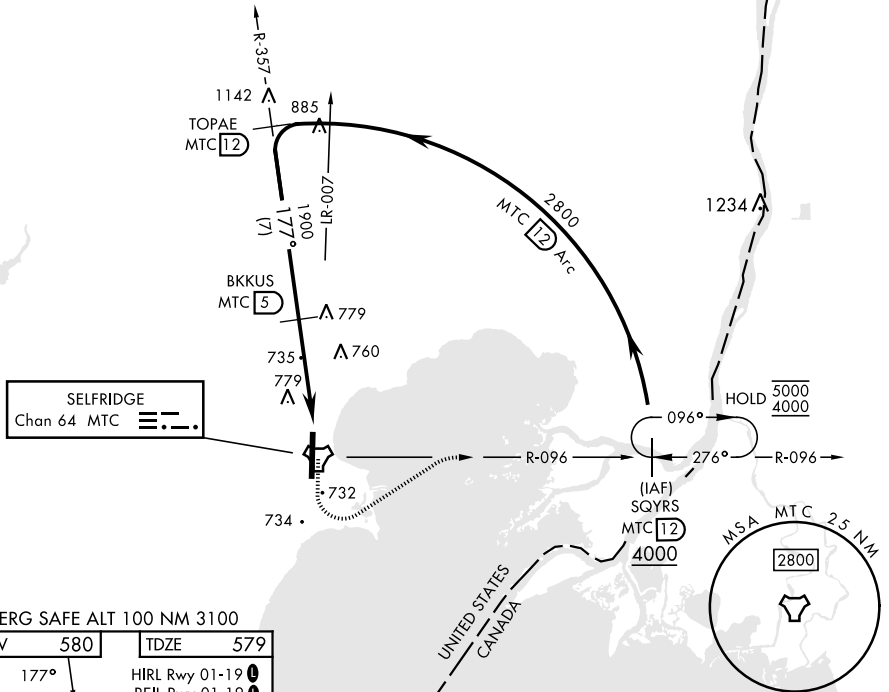 R-357
1142
885
TOPAE
MTC 12
LR-007
1900
177°
(7)
2800
MTC 12 Arc
1234
BKKUS
MTC 5
779
735
760
779
SELFRIDGE
Chan 64 MTC
HOLD 5000
4000
096°
R-096
276°
R-096
(IAF)
SQYRS
MTC 12
4000
732
734
MSA MTC 25 NM
2800
UNITED STATES
CANADA
ERG SAFE ALT 100 NM 3100
V 580
TDZE 579
177°
HIRL Rwy 01-19 L